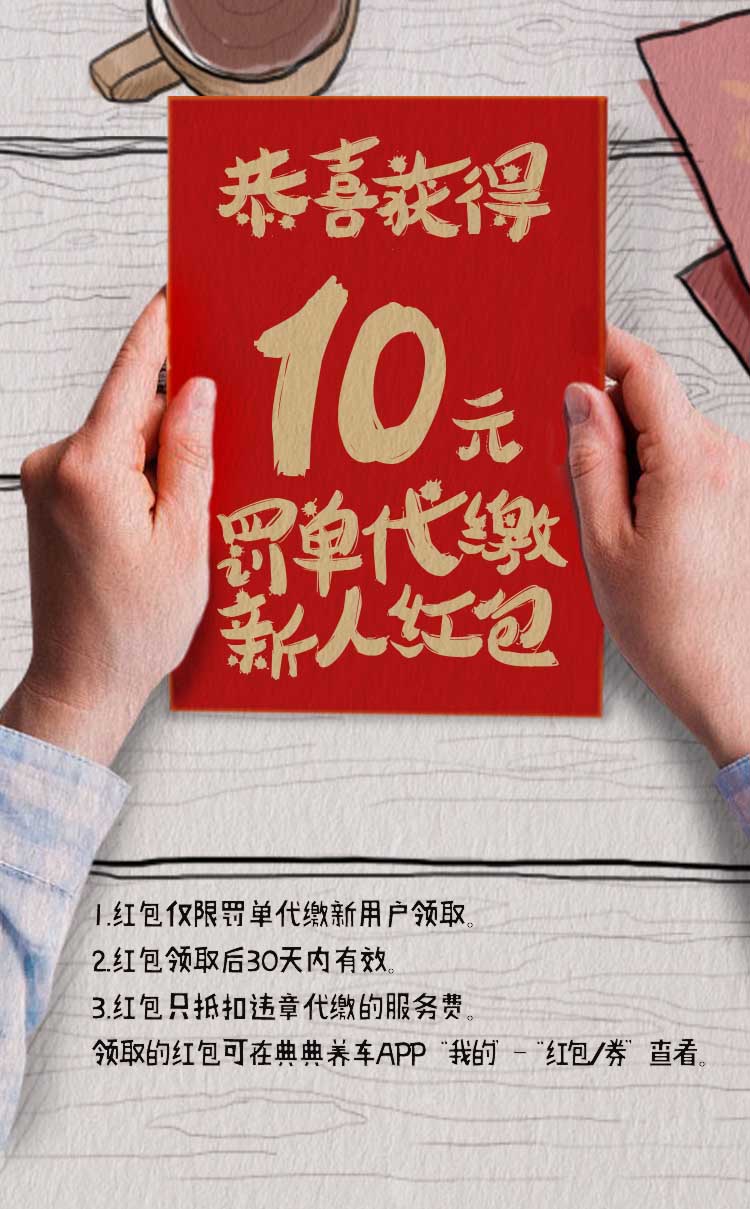 恭喜获得
10元
罚单代缴
新人红包
1.红包仅限罚单代缴新用户领取。
2.红包领取后30天内有效。
3.红包只抵扣违章代缴的服务费。
领取的红包可在典典养车APP“我的”-“红包/券”查看。